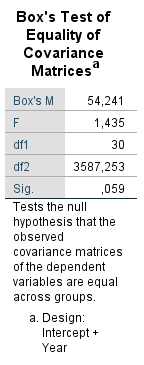 Box's Test of
Equality of
Covariance
Matricesa
Box's M 54,241
F 1,435
df1 30
df2 3587,253
Sig. ,059
Tests the null
hypothesis that the
observed
covariance matrices
of the dependent
variables are equal
across groups.
a. Design:
Intercept +
Year